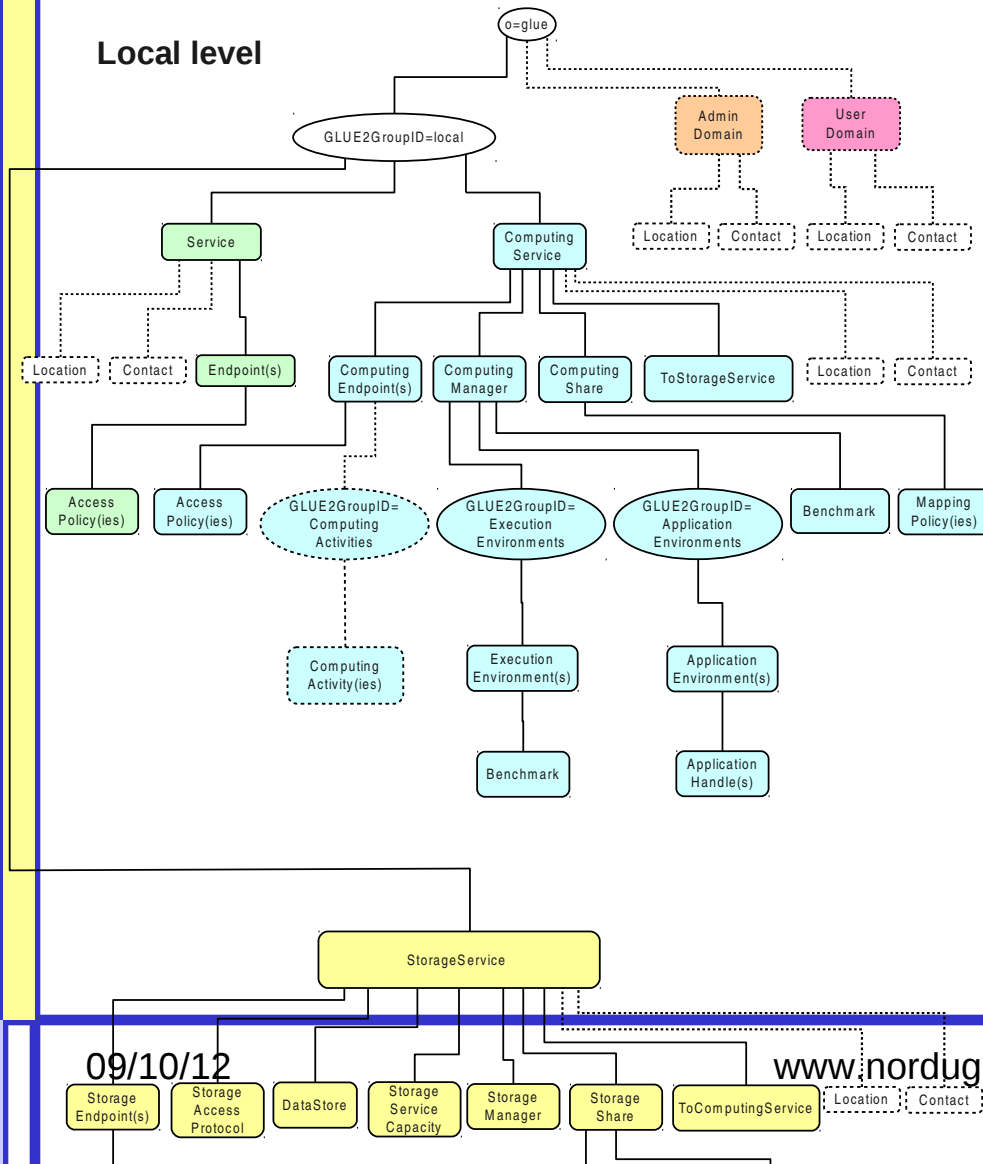 o=glue
Local level
Admin
Domain
User
Domain
GLUE2GroupID=local
Service
Computing
Service
Location
Contact
Location
Contact
Location
Contact
Endpoint(s)
Computing
Endpoint(s)
Computing
Manager
Computing
Share
ToStorageService
Location
Contact
Access
Policy(ies)
Access
Policy(ies)
GLUE2GroupID=
Computing
Activities
GLUE2GroupID=
Execution
Environments
GLUE2GroupID=
Application
Environments
Benchmark
Mapping
Policy(ies)
Computing
Activity(ies)
Execution
Environment(s)
Application
Environment(s)
Benchmark
Application
Handle(s)
StorageService
09/10/12
www.nordug
Storage
Endpoint(s)
Storage
Access
Protocol
DataStore
Storage
Service
Capacity
Storage
Manager
Storage
Share
ToComputingService
Location
Contact